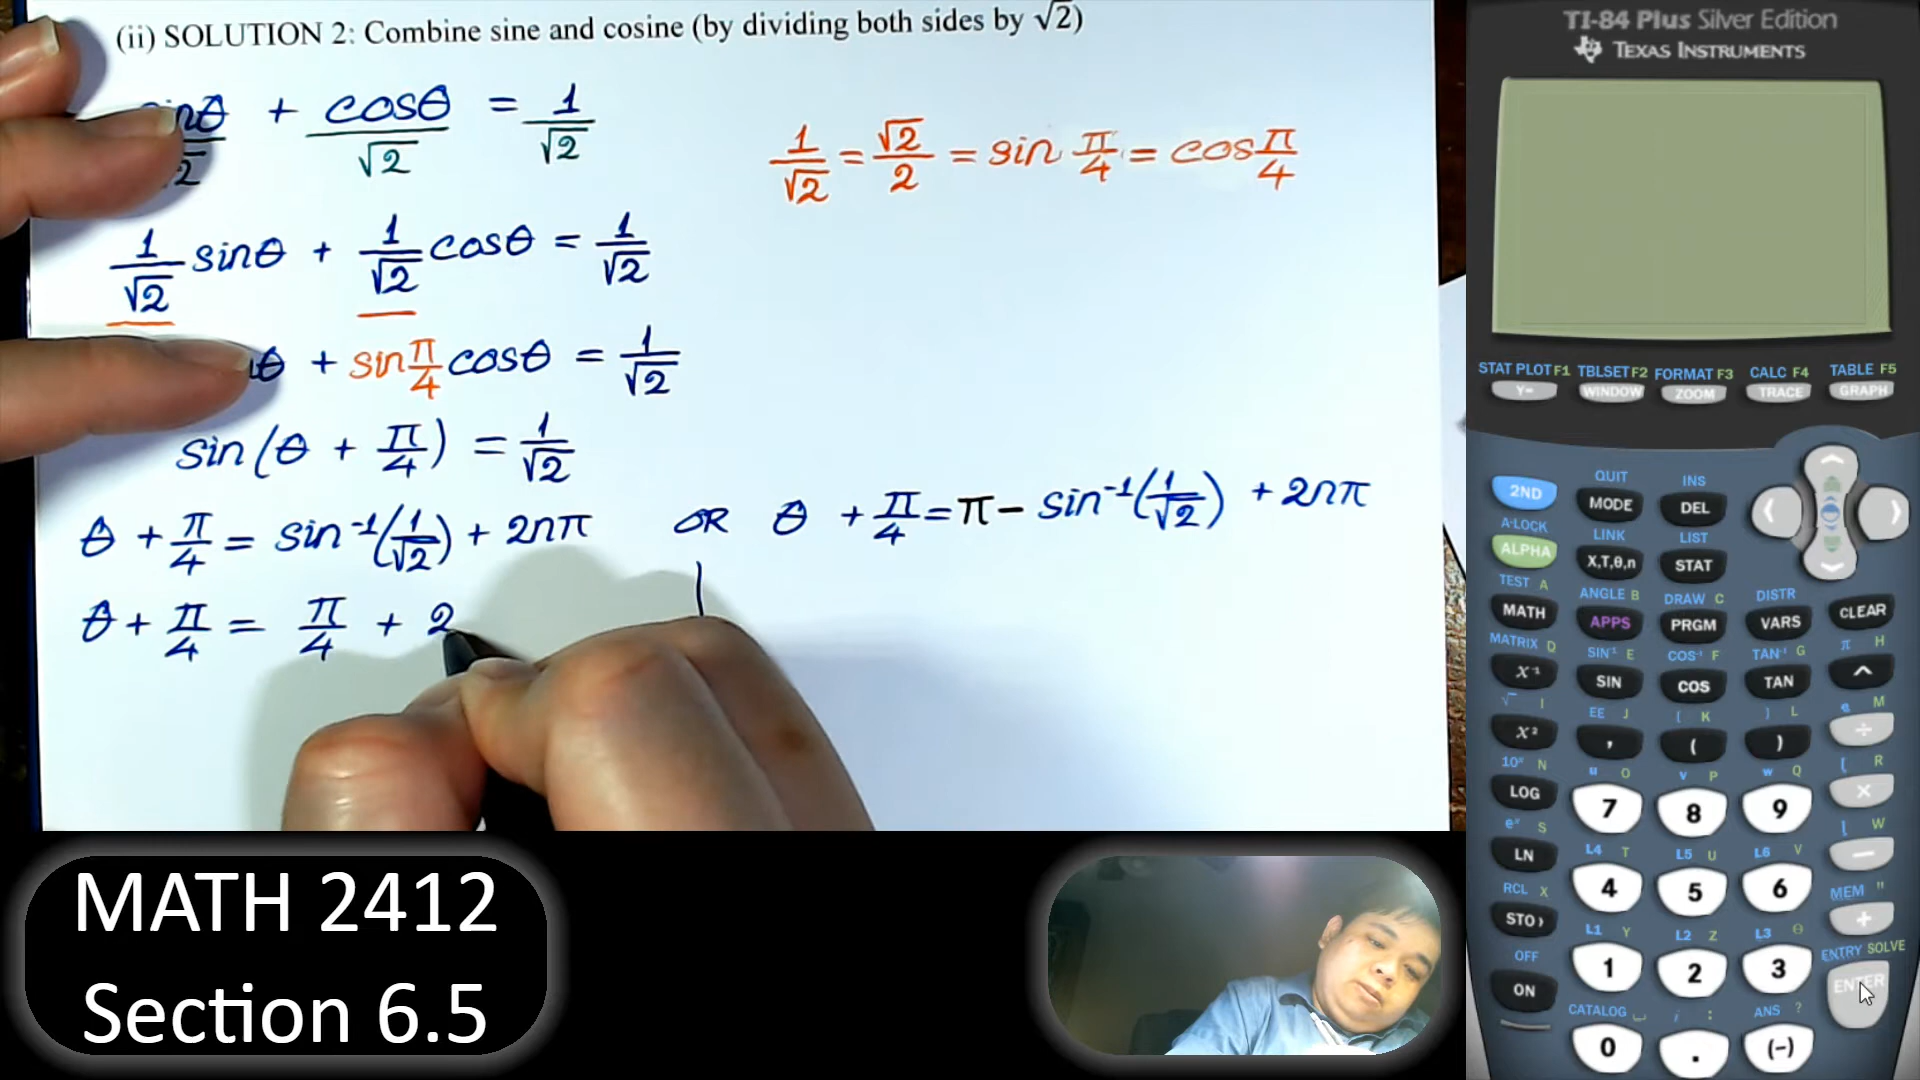 (ii) SOLUTION 2: Combine sine and cosine (by dividing both sides by √2)
θ/√2 + cosθ/√2 = 1/√2
1/√2 = √2/2 = sin π/4 = cos π/4
1/√2 sinθ + 1/√2 cosθ = 1/√2
θ + sin π/4 cosθ = 1/√2
sin(θ + π/4) = 1/√2
θ + π/4 = sin⁻¹(1/√2) + 2nπ OR θ + π/4 = π − sin⁻¹(1/√2) + 2nπ
θ + π/4 = π/4 + 2
MATH 2412
Section 6.5
TI-84 Plus Silver Edition
TEXAS INSTRUMENTS
STAT PLOT F1 TBLSET F2 FORMAT F3 CALC F4 TABLE F5
Y= WINDOW ZOOM TRACE GRAPH
QUIT INS
2ND MODE DEL
A-LOCK LINK LIST
ALPHA X,T,θ,n STAT
TEST A ANGLE B DRAW C DISTR
MATH APPS PRGM VARS CLEAR
MATRIX D SIN⁻¹ E COS⁻¹ F TAN⁻¹ G π H
X⁻¹ SIN COS TAN ^
√ I EE J { K } L e M
X² , ( ) ÷
10ˣ N u O v P w Q [ R
LOG 7 8 9 ×
eˣ S L4 T L5 U L6 V ] W
LN 4 5 6 −
RCL X L1 Y L2 Z L3 θ MEM "
STO› 1 2 3 +
OFF CATALOG i : ANS ? ENTRY SOLVE
ON 0 . (-) ENTER